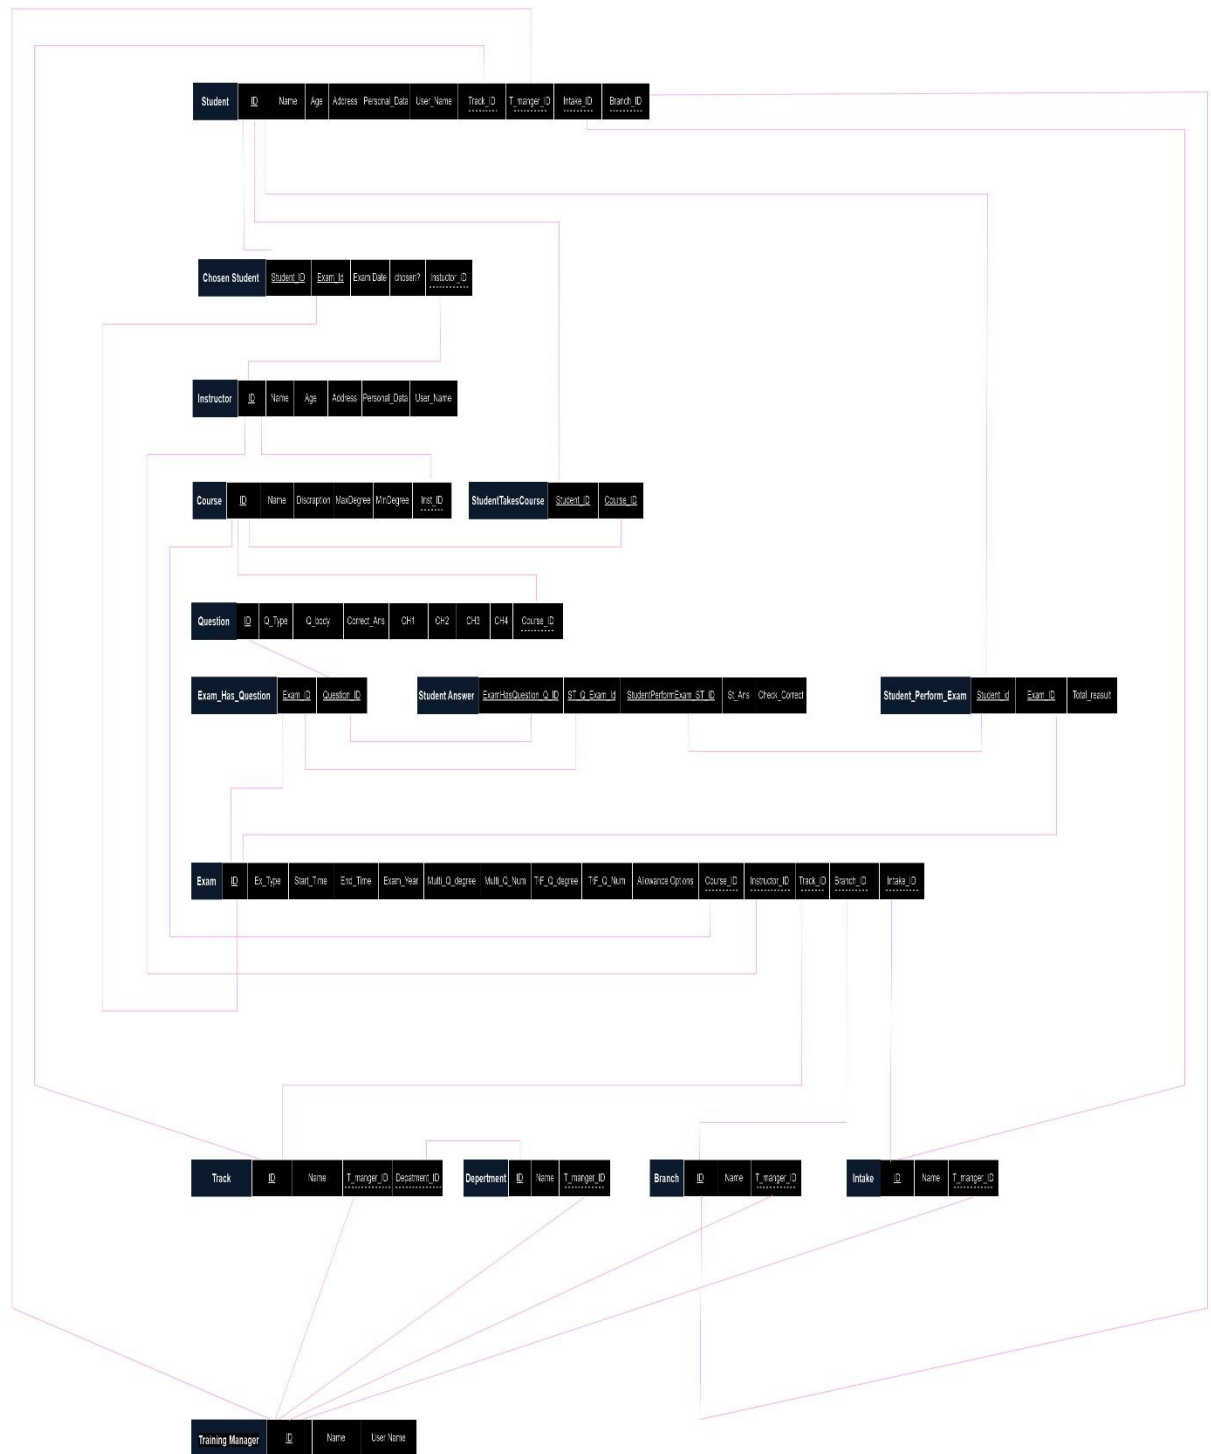 Student ID Name Age Address Personal_Data User_Name Track_ID T_manger_ID Intake_ID Branch_ID
Chosen Student Student_ID Exam_Id Exam Date chosen? Instuctor_ID
Instructor ID Name Age Address Personal_Data User_Name
Course ID Name Discraption MaxDegree MinDegree Inst_ID
StudentTakesCourse Student_ID Course_ID
Question ID Q_Type Q_body Correct_Ans CH1 CH2 CH3 CH4 Course_ID
Exam_Has_Question Exam_ID Question_ID
Student Answer ExamHasQuestion_Q_ID ST_Q_Exam_Id StudentPerformExam_ST_ID St_Ans Check_Correct
Student_Perform_Exam Student_id Exam_ID Total_reasult
Exam ID Ex_Type Start_Time End_Time Exam_Year Multi_Q_degree Multi_Q_Num T\F_Q_degree T\F_Q_Num Allowance Options Course_ID Instructor_ID Track_ID Branch_ID Intake_ID
Track ID Name T_manger_ID Depatment_ID
Depertment ID Name T_manger_ID
Branch ID Name T_manger_ID
Intake ID Name T_manger_ID
Training Manager ID Name User Name